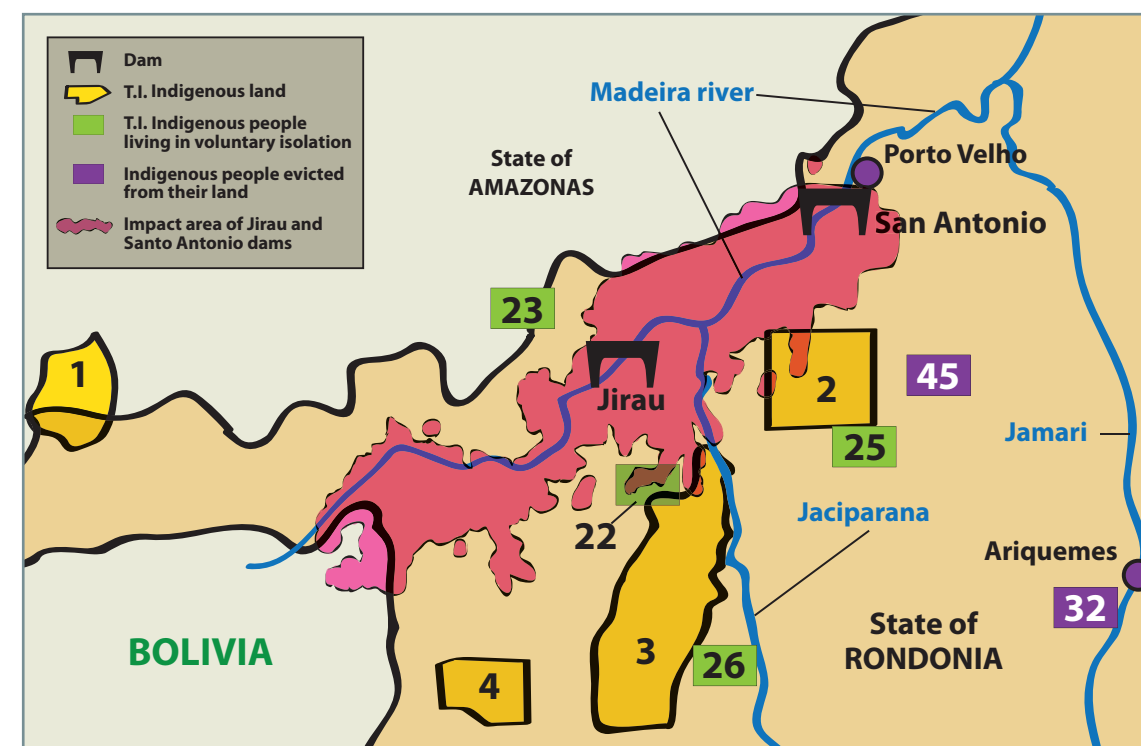 Dam
T.I. Indigenous land
T.I. Indigenous people
living in voluntary isolation
Indigenous people evicted
from their land
Impact area of Jirau and
Santo Antonio dams
Madeira river
State of
AMAZONAS
Porto Velho
San Antonio
23
1
Jirau
2
45
25
Jamari
22
Jaciparana
Ariquemes
32
BOLIVIA
State of
RONDONIA
3
26
4